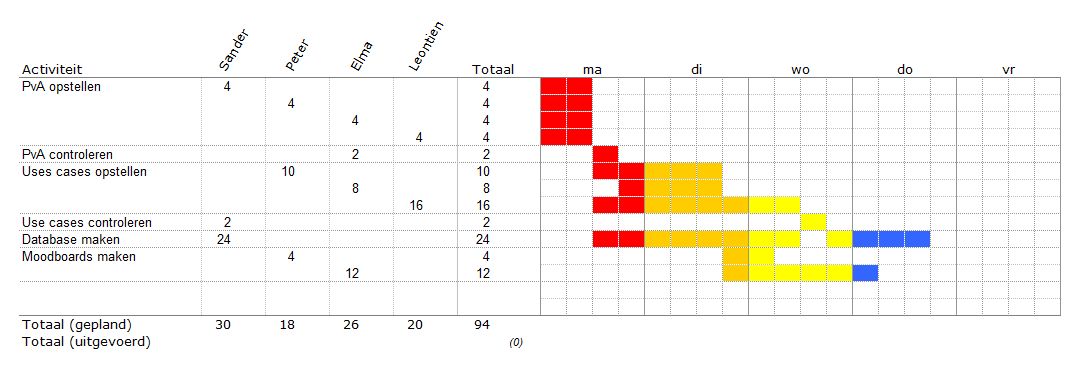 Sander Peter Elma Leontien
Activiteit Totaal ma di wo do vr
PvA opstellen 4 4
4 4
4 4
4 4
PvA controleren 2 2
Uses cases opstellen 10 10
8 8
16 16
Use cases controleren 2 2
Database maken 24 24
Moodboards maken 4 4
12 12
Totaal (gepland) 30 18 26 20 94
Totaal (uitgevoerd) (0)